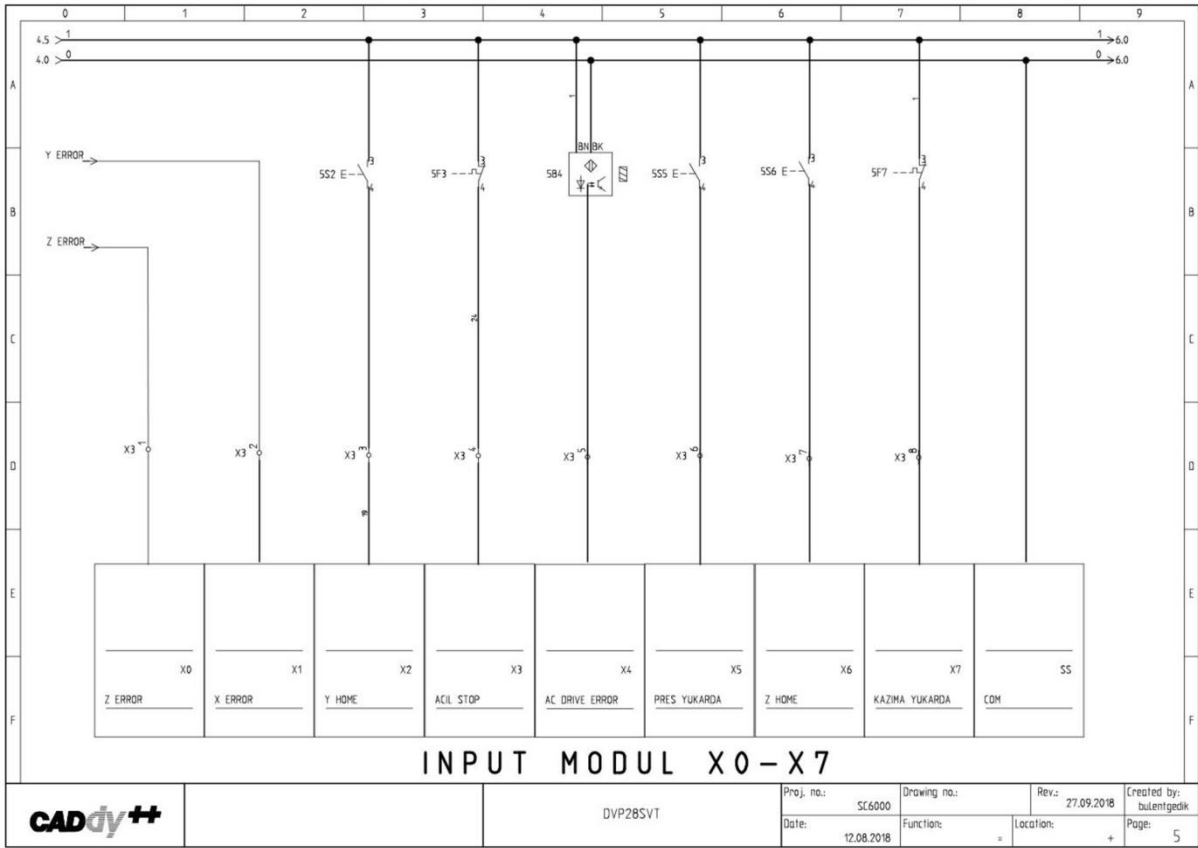 0 1 2 3 4 5 6 7 8 9
4.5 1 1 6.0
4.0 0 0 6.0
A A
1 1
BN BK
Y ERROR
5S2 E 3 4
5F3 3 4
5B4
5S5 E 3 4
5S6 E 3 4
5F7 3 4
B B
Z ERROR
24
C C
X3 1
X3 2
X3 3
X3 4
X3 5
X3 6
X3 7
X3 8
D D
19
E E
X0 X1 X2 X3 X4 X5 X6 X7 SS
Z ERROR X ERROR Y HOME ACIL STOP AC DRIVE ERROR PRES YUKARDA Z HOME KAZIMA YUKARDA COM
F F
INPUT MODUL X0-X7
CADdy++
DVP28SVT
Proj. no.: SC6000
Drawing no.:
Rev.: 27.09.2018
Created by: bulentgedik
Date: 12.08.2018
Function: =
Location: +
Page: 5